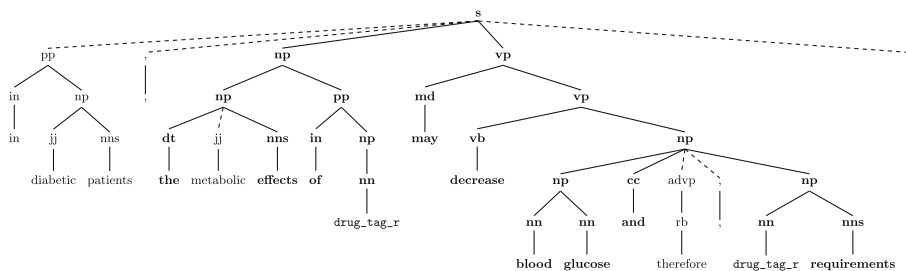 s
pp , np vp
in np , np pp md vp
in jj nns dt jj nns in np may vb np
diabetic patients the metabolic effects of nn decrease np cc advp , np
drug_tag_r nn nn and rb , nn nns
blood glucose therefore drug_tag_r requirements